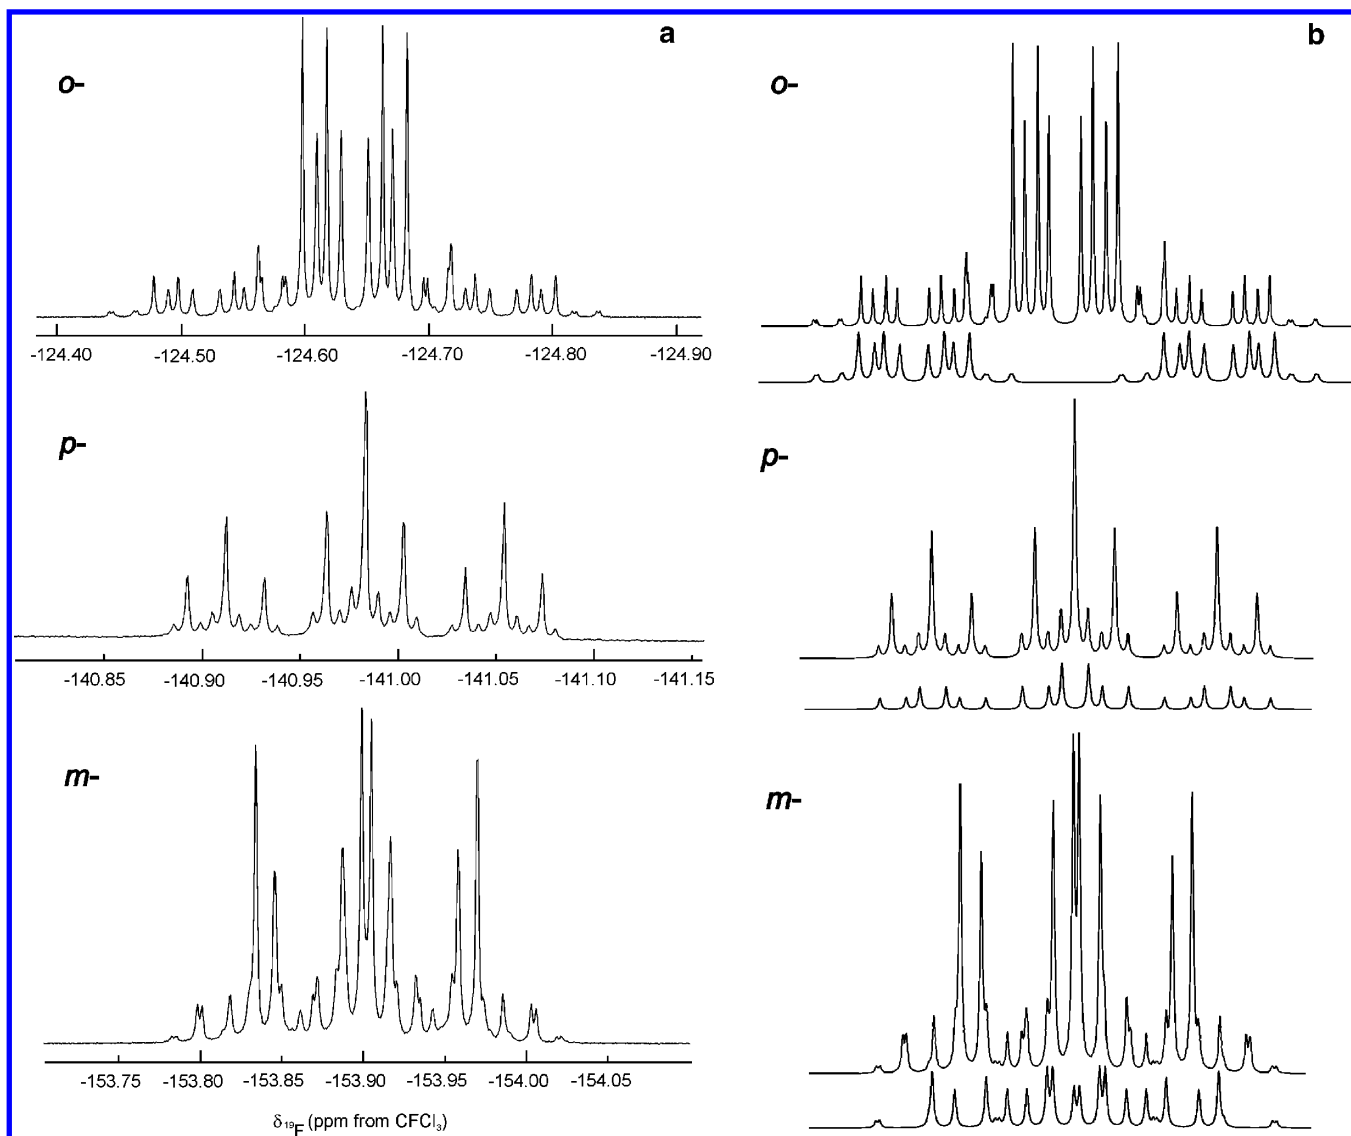 a
b
o-
o-
-124.40 -124.50 -124.60 -124.70 -124.80 -124.90
p-
p-
-140.85 -140.90 -140.95 -141.00 -141.05 -141.10 -141.15
m-
m-
-153.75 -153.80 -153.85 -153.90 -153.95 -154.00 -154.05
δ ¹⁹F (ppm from CFCl₃)